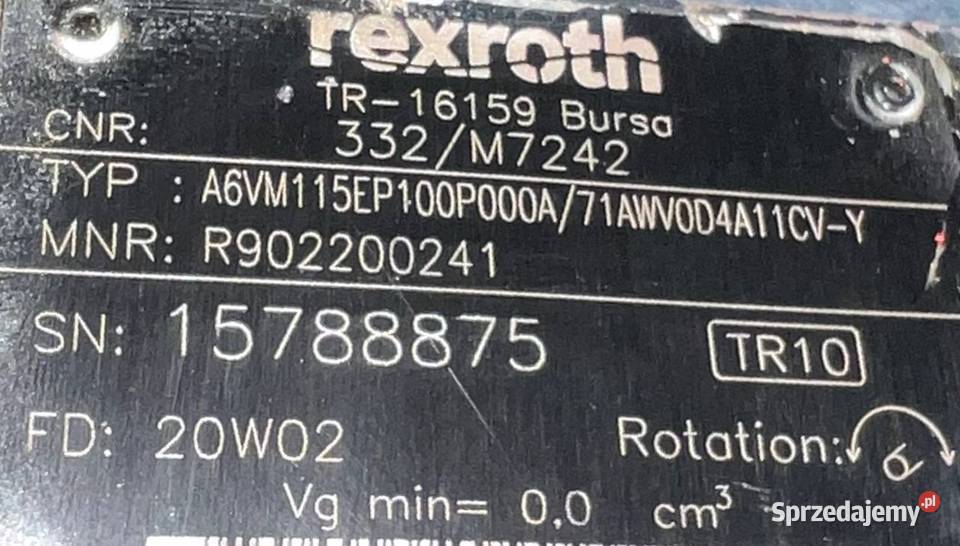 rexroth
TR-16159 Bursa
CNR: 332/M7242
TYP : A6VM115EP100P000A/71AWV0D4A11CV-Y
MNR: R902200241
SN: 15788875 TR10
FD: 20W02 Rotation:
Vg min= 0,0 cm³
Sprzedajemy.pl